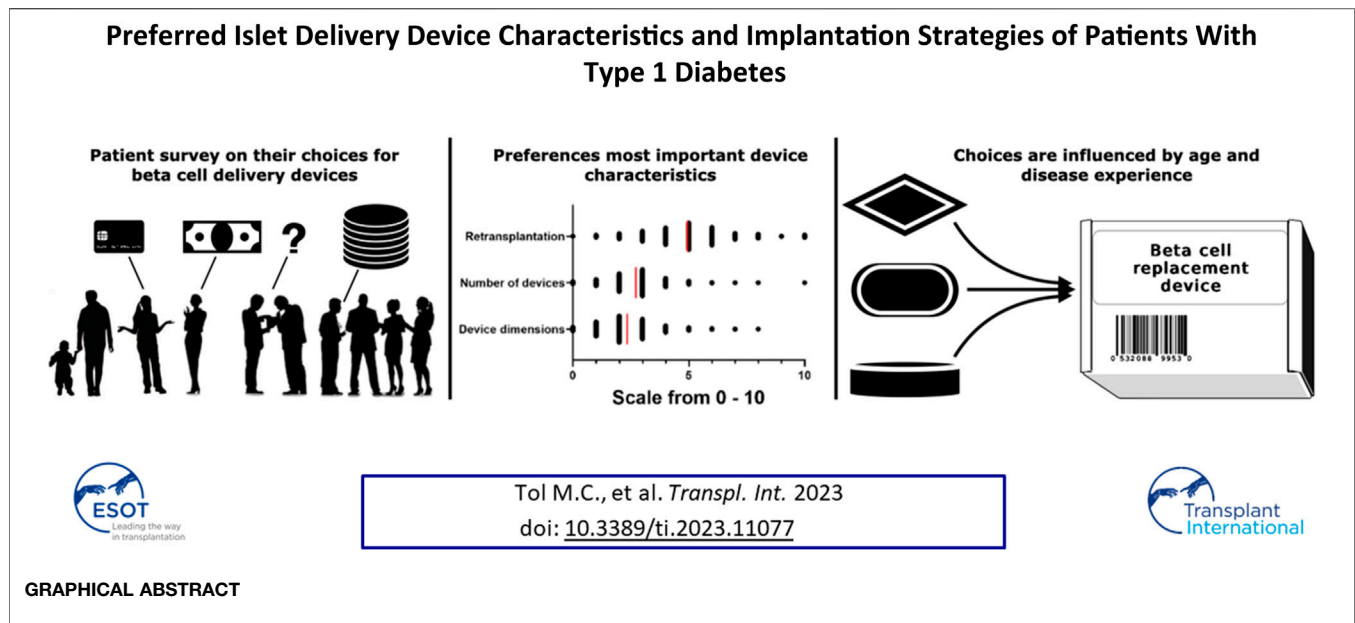 Preferred Islet Delivery Device Characteristics and Implantation Strategies of Patients With
Type 1 Diabetes
Patient survey on their choices for
beta cell delivery devices
?
Preferences most important device
characteristics
Retransplantation
Number of devices
Device dimensions
0
5
10
Scale from 0 - 10
Choices are influenced by age and
disease experience
Beta cell
replacement
device
0 532088 9953 0
ESOT
Leading the way
in transplantation
Tol M.C., et al. Transpl. Int. 2023
doi: 10.3389/ti.2023.11077
Transplant
International
GRAPHICAL ABSTRACT